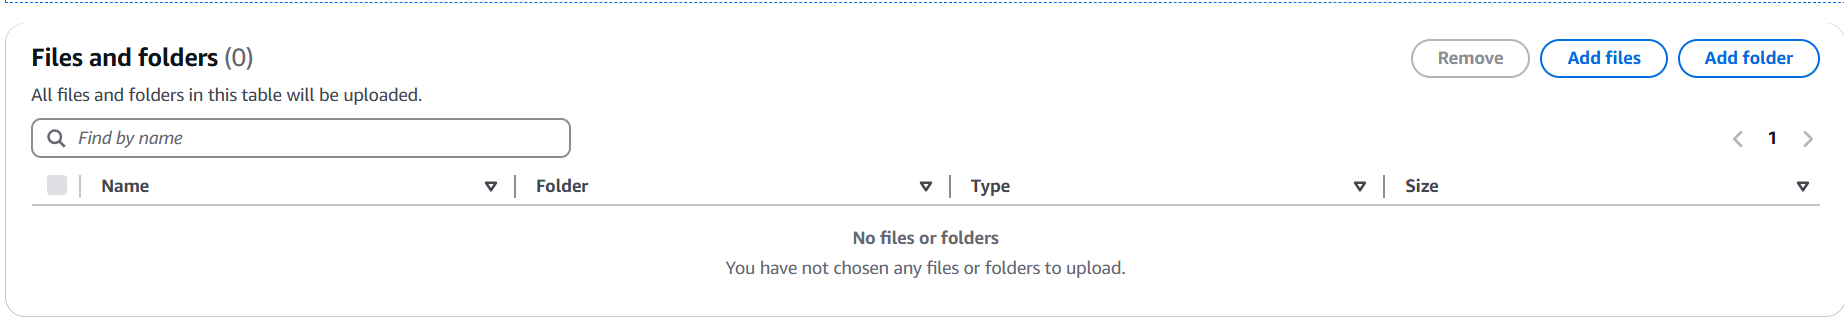 Files and folders (0)
Remove
Add files
Add folder
All files and folders in this table will be uploaded.
Find by name
1
Name
Folder
Type
Size
No files or folders
You have not chosen any files or folders to upload.